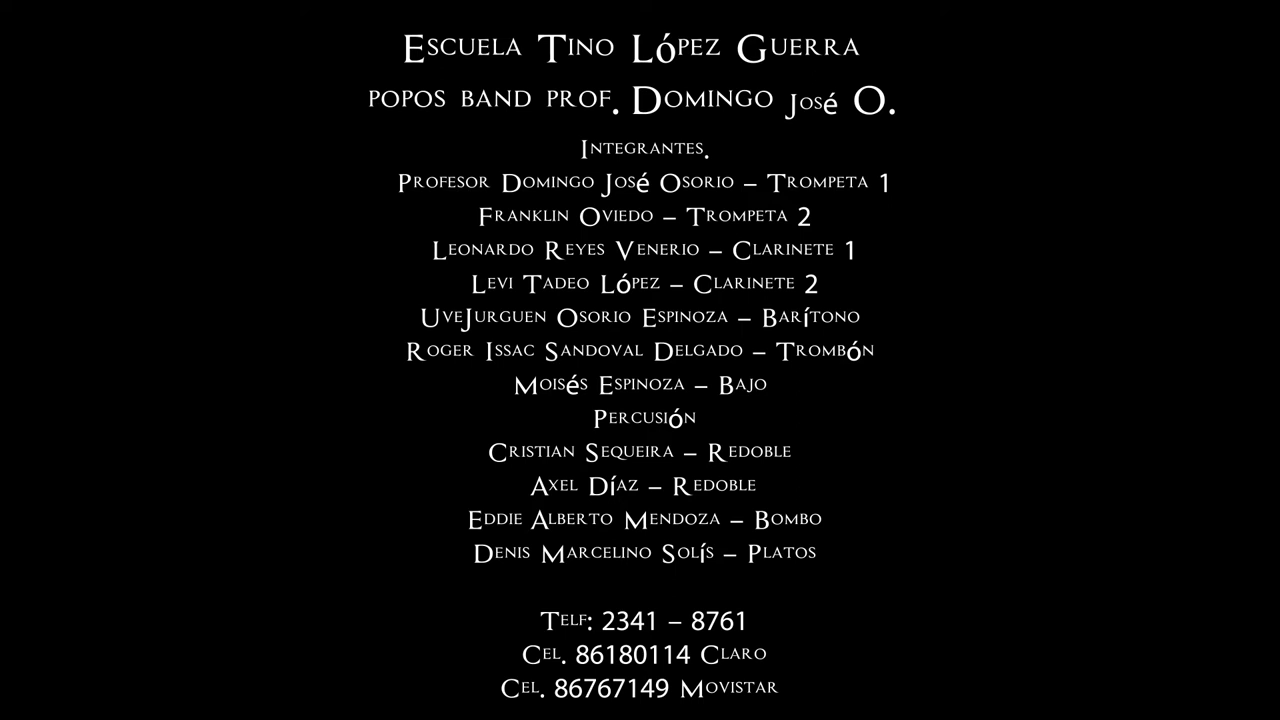 Escuela Tino López Guerra
popos band prof. Domingo José O.
Integrantes.
Profesor Domingo José Osorio – Trompeta 1
Franklin Oviedo – Trompeta 2
Leonardo Reyes Venerio – Clarinete 1
Levi Tadeo López – Clarinete 2
UveJurguen Osorio Espinoza – Barítono
Roger Issac Sandoval Delgado – Trombón
Moisés Espinoza – Bajo
Percusión
Cristian Sequeira – Redoble
Axel Díaz – Redoble
Eddie Alberto Mendoza – Bombo
Denis Marcelino Solís – Platos
Telf: 2341 – 8761
Cel. 86180114 Claro
Cel. 86767149 Movistar